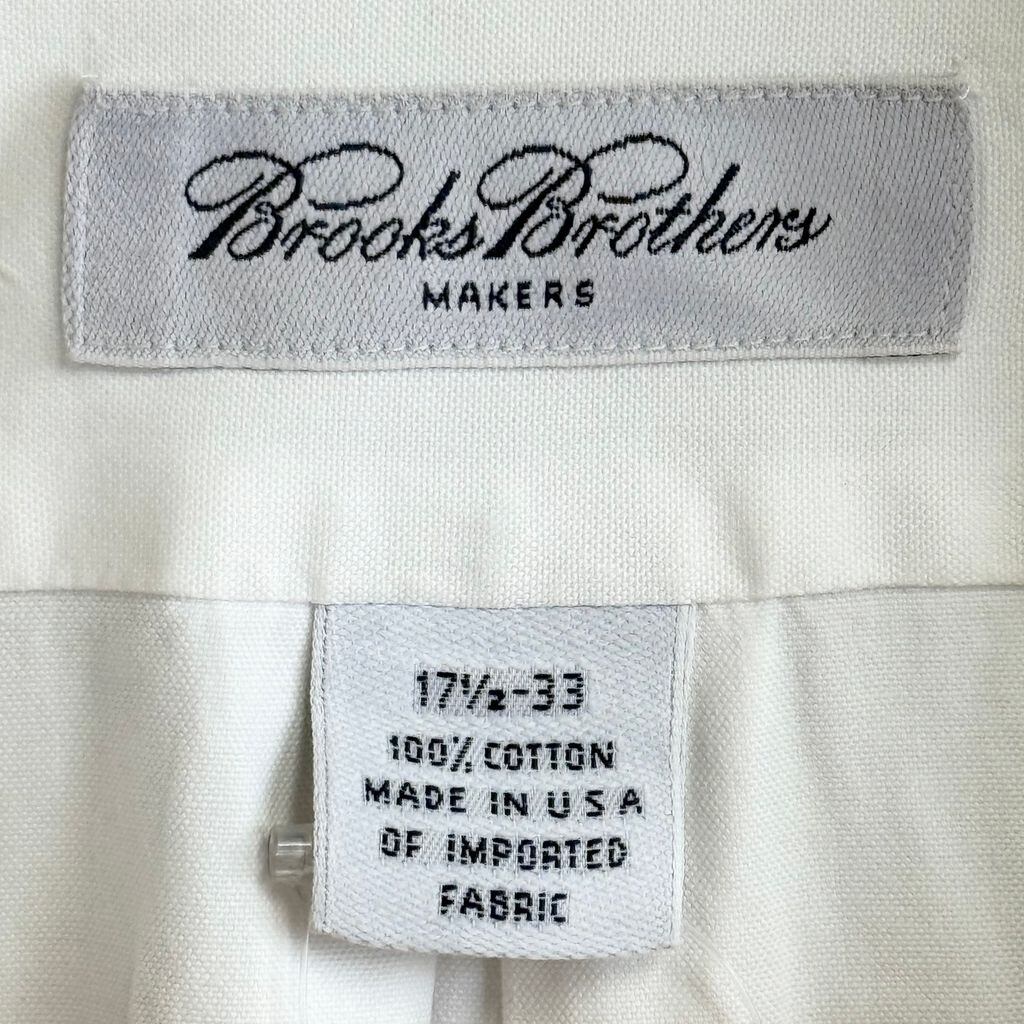 Brooks Brothers
MAKERS
17½-33
100% COTTON
MADE IN U S A
OF IMPORTED
FABRIC